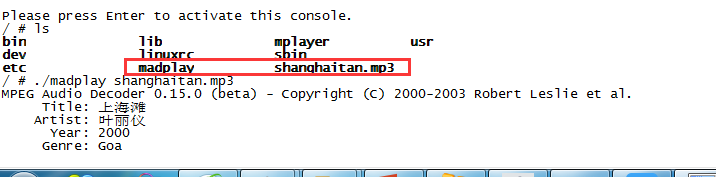 Please press Enter to activate this console.
/ # ls
bin lib mplayer usr
dev linuxrc sbin
etc madplay shanghaitan.mp3
/ # ./madplay shanghaitan.mp3
MPEG Audio Decoder 0.15.0 (beta) - Copyright (C) 2000-2003 Robert Leslie et al.
Title: 上海滩
Artist: 叶丽仪
Year: 2000
Genre: Goa